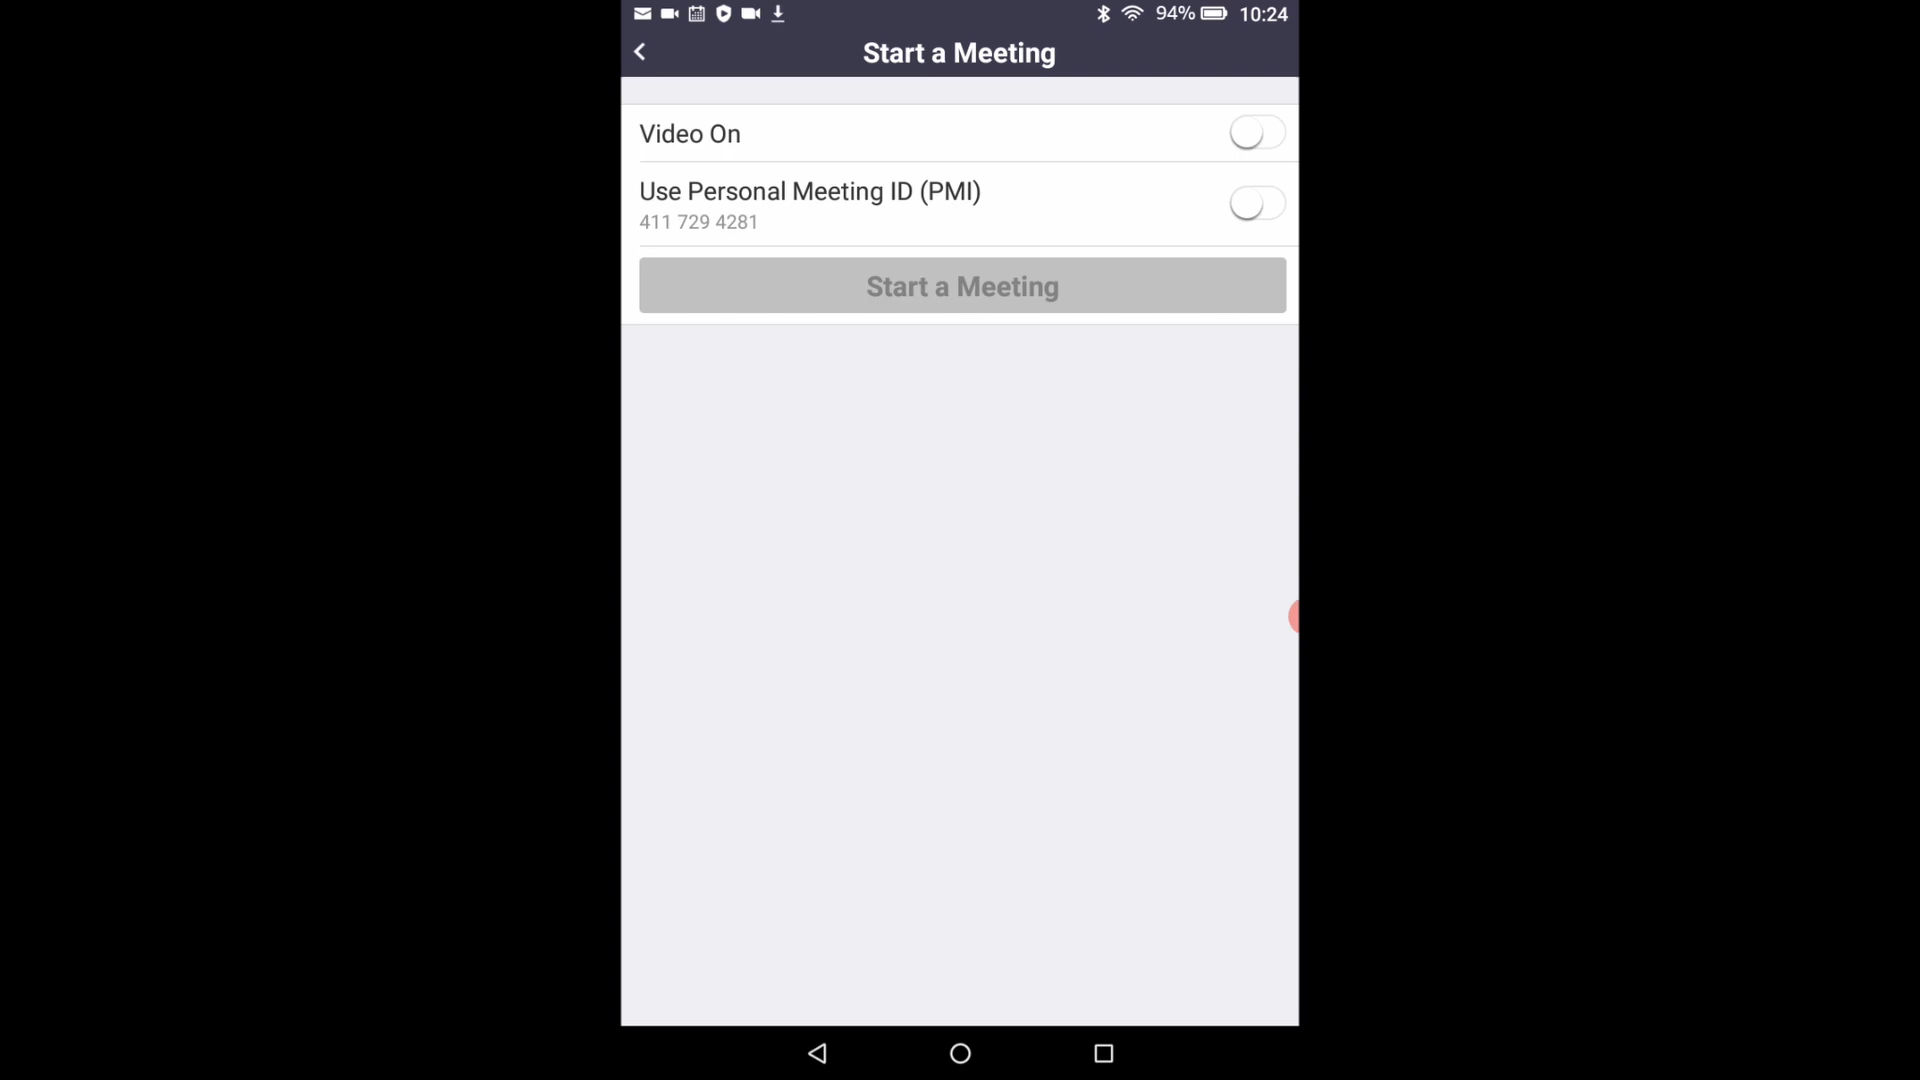 94% 10:24
Start a Meeting
Video On
Use Personal Meeting ID (PMI)
411 729 4281
Start a Meeting